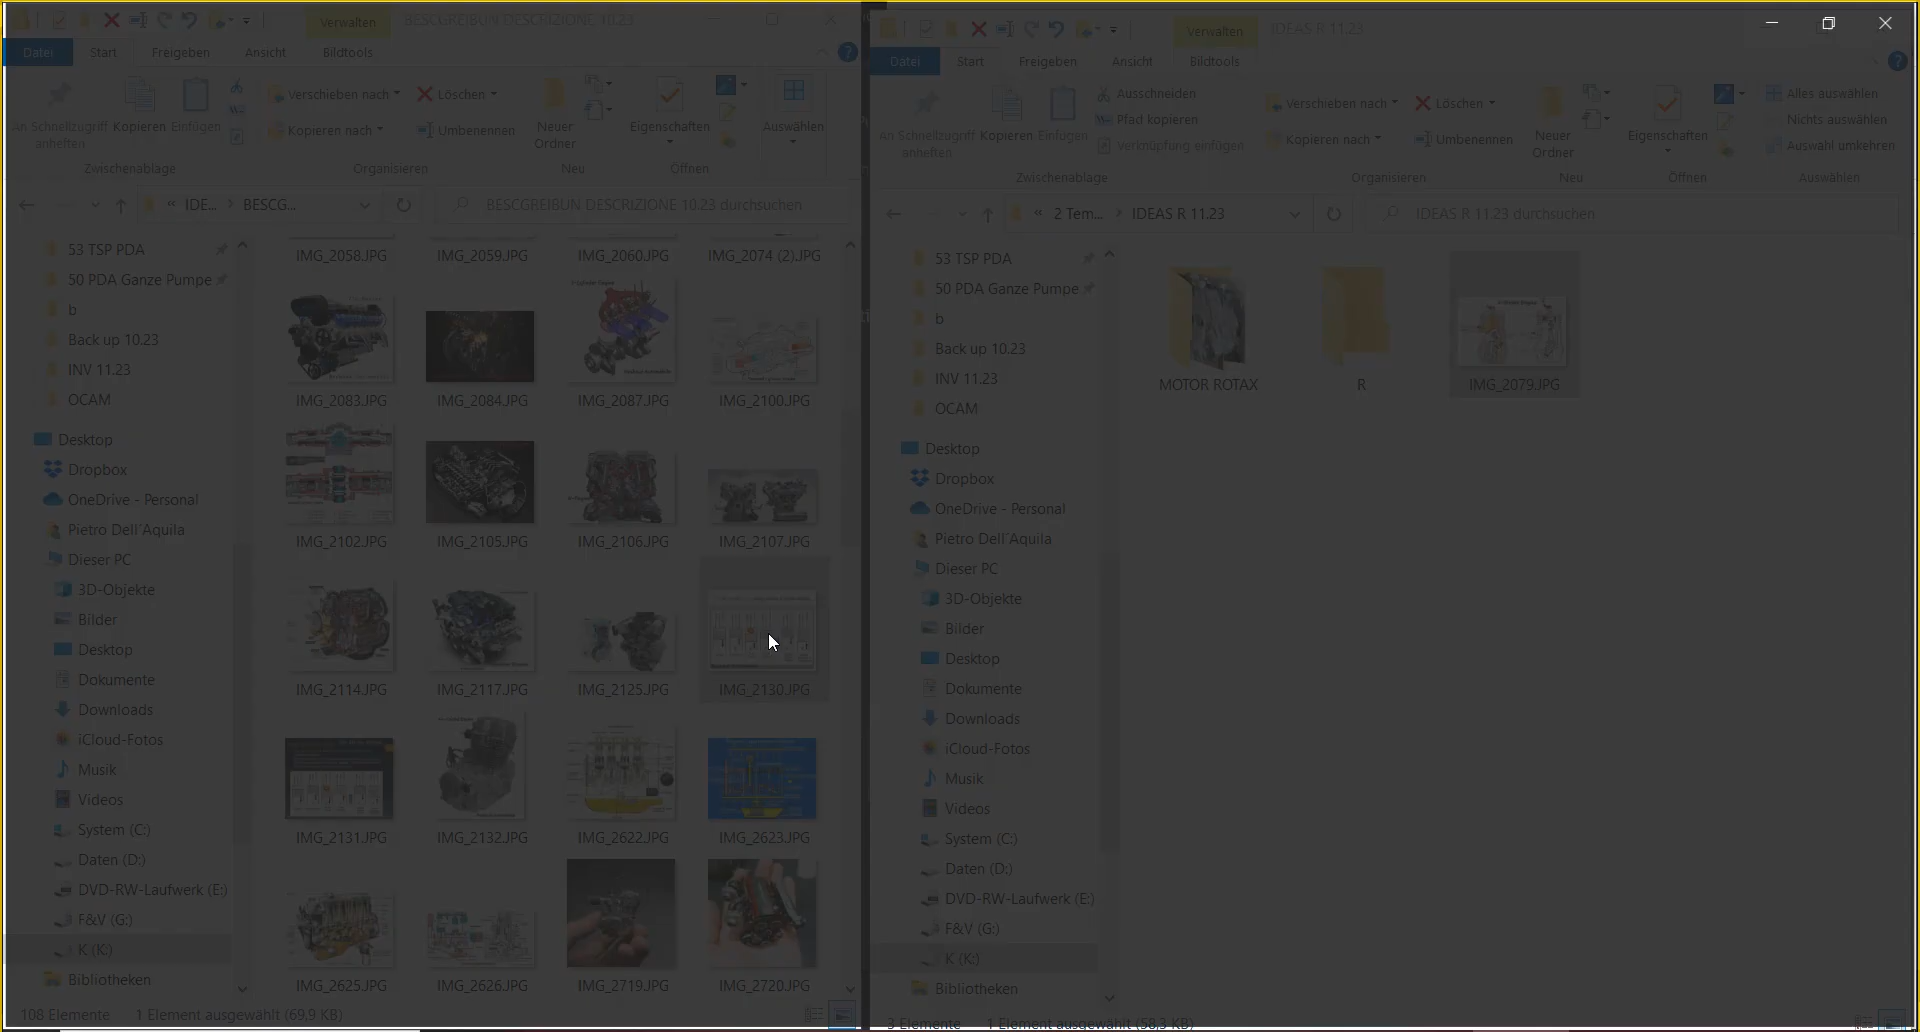 Verwalten
BESCGREIBUN DESCRIZIONE 10.23
Datei
Start
Freigeben
Ansicht
Bildtools
An Schnellzugriff
anheften
Kopieren
Einfügen
Verschieben nach
Kopieren nach
Löschen
Umbenennen
Neuer
Ordner
Eigenschaften
Auswählen
Zwischenablage
Organisieren
Neu
Öffnen
« IDE... > BESCG...
BESCGREIBUN DESCRIZIONE 10.23 durchsuchen
53 TSP PDA
50 PDA Ganze Pumpe
b
Back up 10.23
INV 11.23
OCAM
Desktop
Dropbox
OneDrive - Personal
Pietro Dell'Aquila
Dieser PC
3D-Objekte
Bilder
Desktop
Dokumente
Downloads
iCloud-Fotos
Musik
Videos
System (C:)
Daten (D:)
DVD-RW-Laufwerk (E:)
F&V (G:)
K (K:)
Bibliotheken
IMG_2058.JPG
IMG_2059.JPG
IMG_2060.JPG
IMG_2074 (2).JPG
IMG_2083.JPG
IMG_2084.JPG
IMG_2087.JPG
IMG_2100.JPG
IMG_2102.JPG
IMG_2105.JPG
IMG_2106.JPG
IMG_2107.JPG
IMG_2114.JPG
IMG_2117.JPG
IMG_2125.JPG
IMG_2130.JPG
IMG_2131.JPG
IMG_2132.JPG
IMG_2622.JPG
IMG_2623.JPG
IMG_2625.JPG
IMG_2626.JPG
IMG_2719.JPG
IMG_2720.JPG
108 Elemente
1 Element ausgewählt (69,9 KB)
Verwalten
IDEAS R 11.23
Datei
Start
Freigeben
Ansicht
Bildtools
An Schnellzugriff
anheften
Kopieren
Einfügen
Ausschneiden
Pfad kopieren
Verknüpfung einfügen
Verschieben nach
Kopieren nach
Löschen
Umbenennen
Neuer
Ordner
Eigenschaften
Alles auswählen
Nichts auswählen
Auswahl umkehren
Zwischenablage
Organisieren
Neu
Öffnen
Auswählen
« 2 Tem... > IDEAS R 11.23
IDEAS R 11.23 durchsuchen
53 TSP PDA
50 PDA Ganze Pumpe
b
Back up 10.23
INV 11.23
OCAM
Desktop
Dropbox
OneDrive - Personal
Pietro Dell'Aquila
Dieser PC
3D-Objekte
Bilder
Desktop
Dokumente
Downloads
iCloud-Fotos
Musik
Videos
System (C:)
Daten (D:)
DVD-RW-Laufwerk (E:)
F&V (G:)
K (K:)
Bibliotheken
MOTOR ROTAX
R
IMG_2079.JPG
3 Elemente
1 Element ausgewählt (58,3 KB)